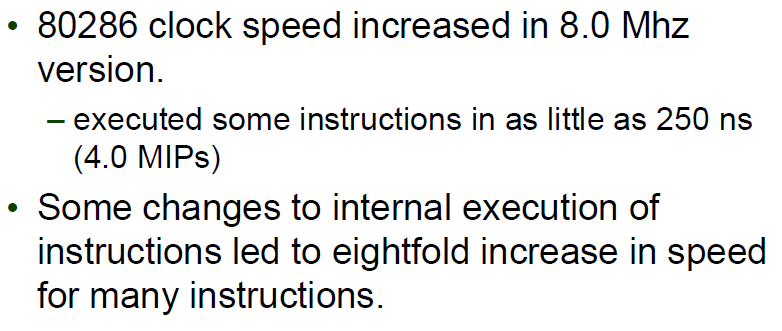 • 80286 clock speed increased in 8.0 Mhz
version.
– executed some instructions in as little as 250 ns
(4.0 MIPs)
• Some changes to internal execution of
instructions led to eightfold increase in speed
for many instructions.